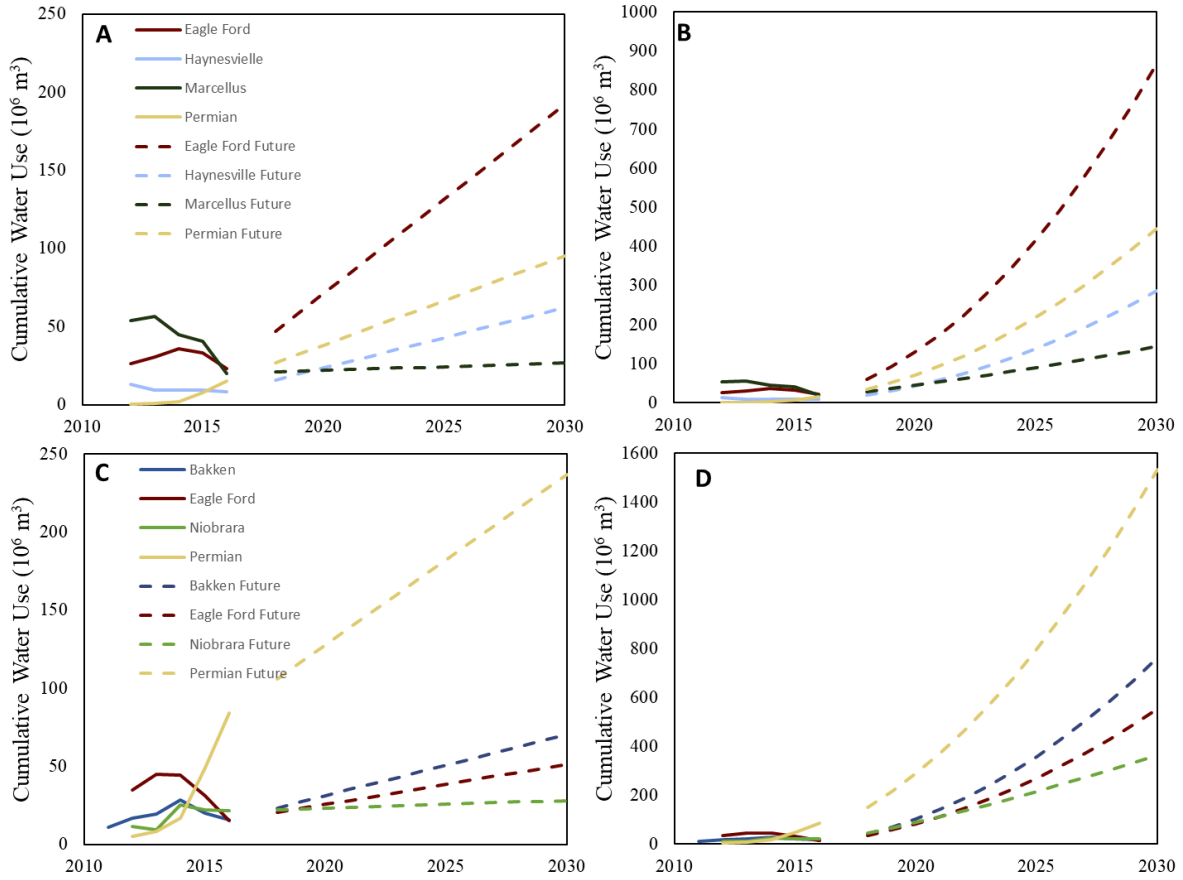 A
Cumulative Water Use (10⁶ m³)
250
200
150
100
50
0
2010
2015
2020
2025
2030
Eagle Ford
Haynesvielle
Marcellus
Permian
Eagle Ford Future
Haynesville Future
Marcellus Future
Permian Future
B
Cumulative Water Use (10⁶ m³)
1000
900
800
700
600
500
400
300
200
100
0
2010
2015
2020
2025
2030
C
Cumulative Water Use (10⁶ m³)
250
200
150
100
50
0
2010
2015
2020
2025
2030
Bakken
Eagle Ford
Niobrara
Permian
Bakken Future
Eagle Ford Future
Niobrara Future
Permian Future
D
Cumulative Water Use (10⁶ m³)
1600
1400
1200
1000
800
600
400
200
0
2010
2015
2020
2025
2030